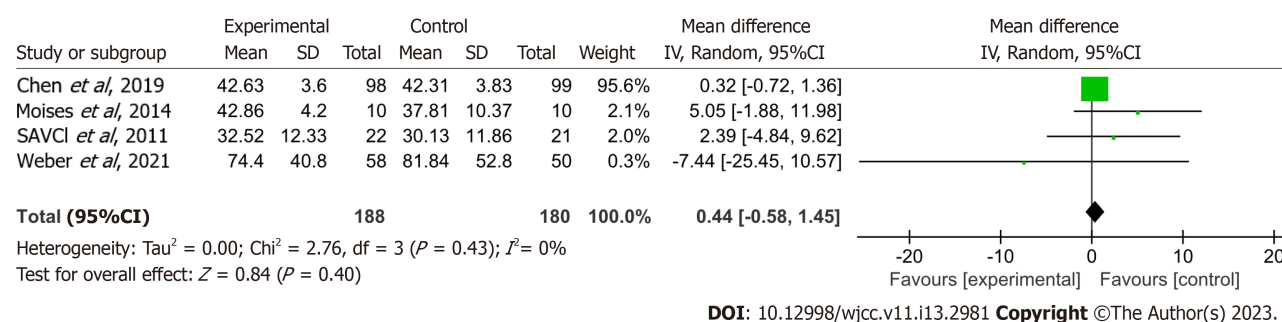 Experimental Control Mean difference Mean difference
Study or subgroup Mean SD Total Mean SD Total Weight IV, Random, 95%CI IV, Random, 95%CI
Chen et al, 2019 42.63 3.6 98 42.31 3.83 99 95.6% 0.32 [-0.72, 1.36]
Moises et al, 2014 42.86 4.2 10 37.81 10.37 10 2.1% 5.05 [-1.88, 11.98]
SAVCl et al, 2011 32.52 12.33 22 30.13 11.86 21 2.0% 2.39 [-4.84, 9.62]
Weber et al, 2021 74.4 40.8 58 81.84 52.8 50 0.3% -7.44 [-25.45, 10.57]
Total (95%CI) 188 180 100.0% 0.44 [-0.58, 1.45]
Heterogeneity: Tau² = 0.00; Chi² = 2.76, df = 3 (P = 0.43); I²= 0%
Test for overall effect: Z = 0.84 (P = 0.40)
-20 -10 0 10 20
Favours [experimental] Favours [control]
DOI: 10.12998/wjcc.v11.i13.2981 Copyright ©The Author(s) 2023.